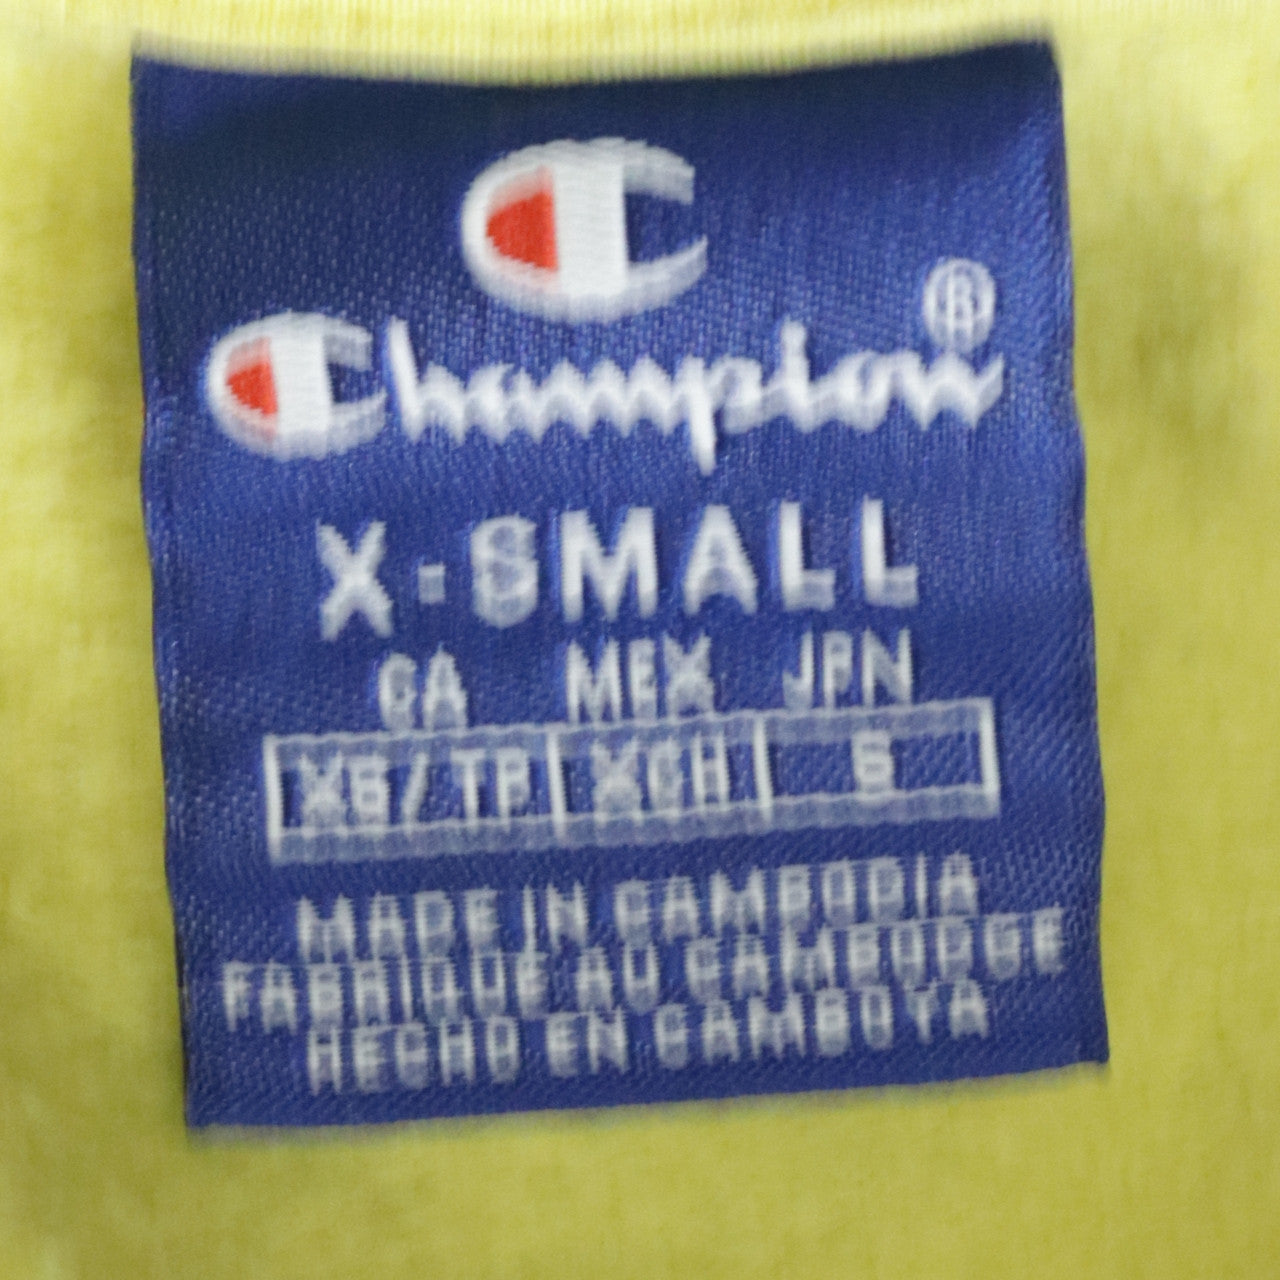 Champion®
X-SMALL
CA MEX JPN
XS/TP XCH S
MADE IN CAMBODIA
FABRIQUE AU CAMBODGE
HECHO EN CAMBOYA